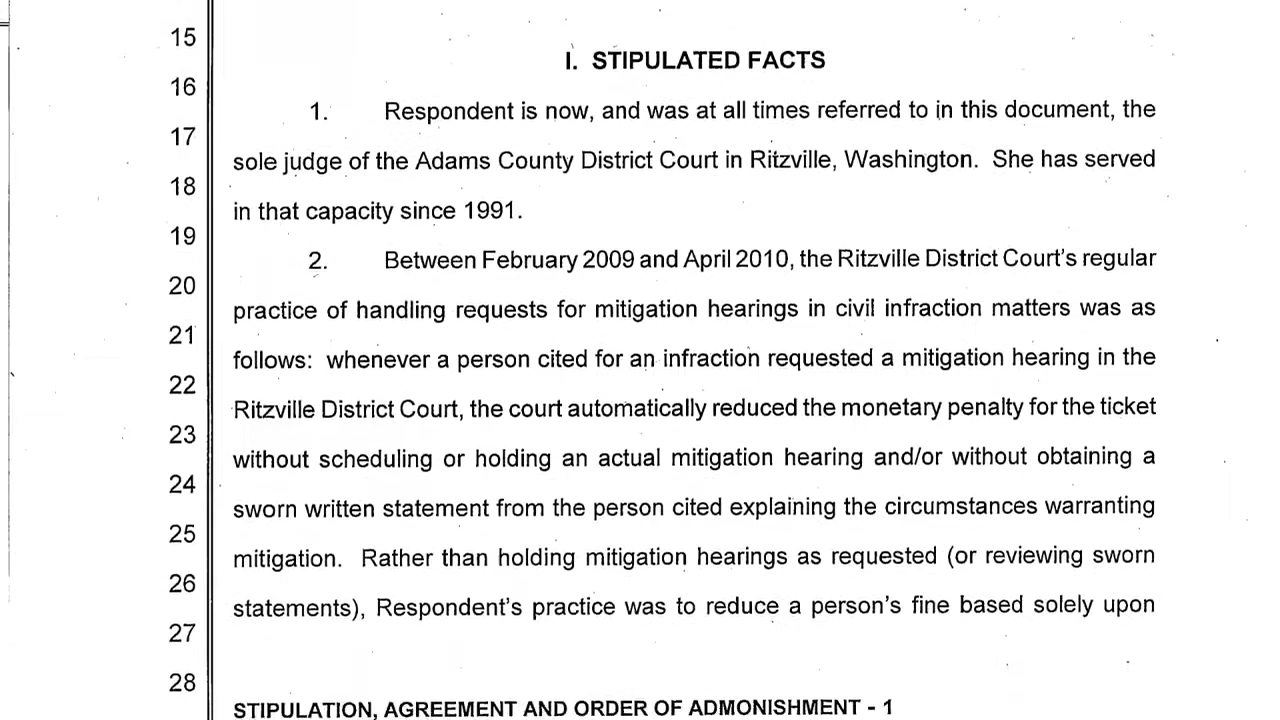 15
I. STIPULATED FACTS
16
1. Respondent is now, and was at all times referred to in this document, the
17
sole judge of the Adams County District Court in Ritzville, Washington. She has served
18
in that capacity since 1991.
19
2. Between February 2009 and April 2010, the Ritzville District Court's regular
20
practice of handling requests for mitigation hearings in civil infraction matters was as
21
follows: whenever a person cited for an infraction requested a mitigation hearing in the
22
Ritzville District Court, the court automatically reduced the monetary penalty for the ticket
23
without scheduling or holding an actual mitigation hearing and/or without obtaining a
24
sworn written statement from the person cited explaining the circumstances warranting
25
mitigation. Rather than holding mitigation hearings as requested (or reviewing sworn
26
statements), Respondent's practice was to reduce a person's fine based solely upon
27
28
STIPULATION, AGREEMENT AND ORDER OF ADMONISHMENT - 1